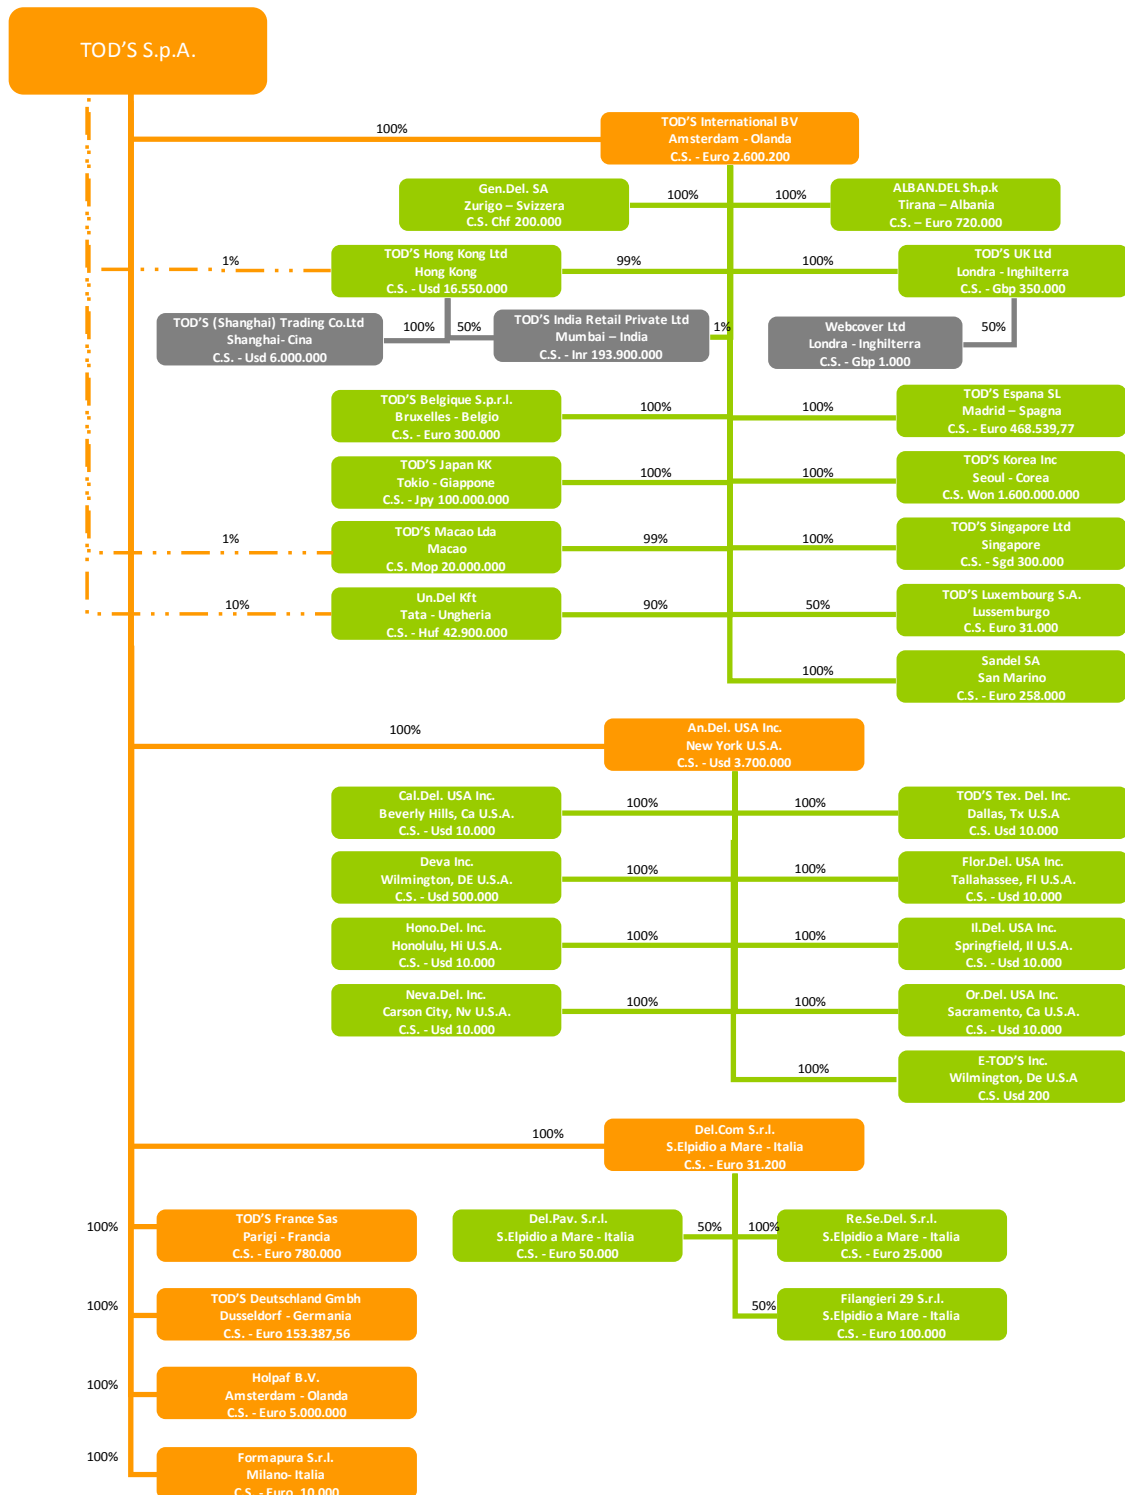 TOD'S S.p.A.
100%
TOD'S International BV
Amsterdam - Olanda
C.S. - Euro 2.600.200
Gen.Del. SA
Zurigo – Svizzera
C.S. Chf 200.000
100%
100%
ALBAN.DEL Sh.p.k
Tirana – Albania
C.S. – Euro 720.000
1%
TOD'S Hong Kong Ltd
Hong Kong
C.S. - Usd 16.550.000
99%
100%
TOD'S UK Ltd
Londra - Inghilterra
C.S. - Gbp 350.000
TOD'S (Shanghai) Trading Co.Ltd
Shanghai- Cina
C.S. - Usd 6.000.000
100%
50%
TOD'S India Retail Private Ltd
Mumbai – India
C.S. - Inr 193.900.000
1%
Webcover Ltd
Londra - Inghilterra
C.S. - Gbp 1.000
50%
TOD'S Belgique S.p.r.l.
Bruxelles - Belgio
C.S. - Euro 300.000
100%
100%
TOD'S Espana SL
Madrid – Spagna
C.S. - Euro 468.539,77
TOD'S Japan KK
Tokio - Giappone
C.S. - Jpy 100.000.000
100%
100%
TOD'S Korea Inc
Seoul - Corea
C.S. Won 1.600.000.000
1%
TOD'S Macao Lda
Macao
C.S. Mop 20.000.000
99%
100%
TOD'S Singapore Ltd
Singapore
C.S. - Sgd 300.000
10%
Un.Del Kft
Tata - Ungheria
C.S. - Huf 42.900.000
90%
50%
TOD'S Luxembourg S.A.
Lussemburgo
C.S. Euro 31.000
100%
Sandel SA
San Marino
C.S. - Euro 258.000
100%
An.Del. USA Inc.
New York U.S.A.
C.S. - Usd 3.700.000
Cal.Del. USA Inc.
Beverly Hills, Ca U.S.A.
C.S. - Usd 10.000
100%
100%
TOD'S Tex. Del. Inc.
Dallas, Tx U.S.A
C.S. Usd 10.000
Deva Inc.
Wilmington, DE U.S.A.
C.S. - Usd 500.000
100%
100%
Flor.Del. USA Inc.
Tallahassee, Fl U.S.A.
C.S. - Usd 10.000
Hono.Del. Inc.
Honolulu, Hi U.S.A.
C.S. - Usd 10.000
100%
100%
Il.Del. USA Inc.
Springfield, Il U.S.A.
C.S. - Usd 10.000
Neva.Del. Inc.
Carson City, Nv U.S.A.
C.S. - Usd 10.000
100%
100%
Or.Del. USA Inc.
Sacramento, Ca U.S.A.
C.S. - Usd 10.000
100%
E-TOD'S Inc.
Wilmington, De U.S.A
C.S. Usd 200
100%
Del.Com S.r.l.
S.Elpidio a Mare - Italia
C.S. - Euro 31.200
100%
TOD'S France Sas
Parigi - Francia
C.S. - Euro 780.000
Del.Pav. S.r.l.
S.Elpidio a Mare - Italia
C.S. - Euro 50.000
50%
100%
Re.Se.Del. S.r.l.
S.Elpidio a Mare - Italia
C.S. - Euro 25.000
100%
TOD'S Deutschland Gmbh
Dusseldorf - Germania
C.S. - Euro 153.387,56
50%
Filangieri 29 S.r.l.
S.Elpidio a Mare - Italia
C.S. - Euro 100.000
100%
Holpaf B.V.
Amsterdam - Olanda
C.S. - Euro 5.000.000
100%
Formapura S.r.l.
Milano- Italia
C.S. - Euro 10.000